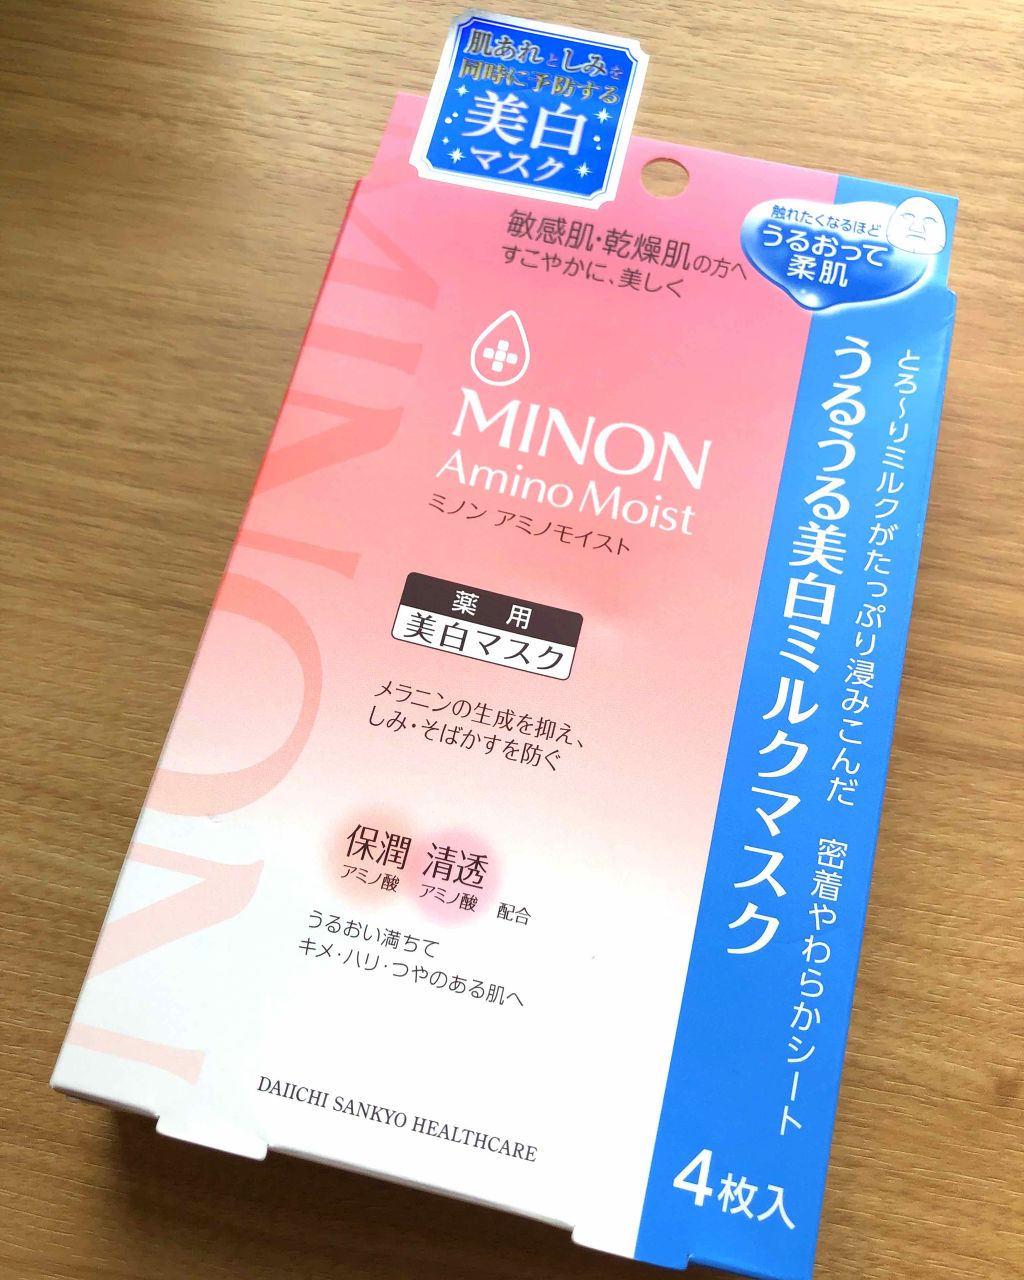 肌あれとしみを
同時に予防する
美白
マスク
敏感肌・乾燥肌の方へ
すこやかに、美しく
触れたくなるほど
うるおって
柔肌
MINON
Amino Moist
ミノン アミノモイスト
薬用
美白マスク
メラニンの生成を抑え、
しみ・そばかすを防ぐ
保潤 清透
アミノ酸 アミノ酸 配合
うるおい満ちて
キメ・ハリ・つやのある肌へ
DAIICHI SANKYO HEALTHCARE
とろ〜りミルクがたっぷり浸みこんだ 密着やわらかシート
うるうる美白ミルクマスク
4枚入
MINON